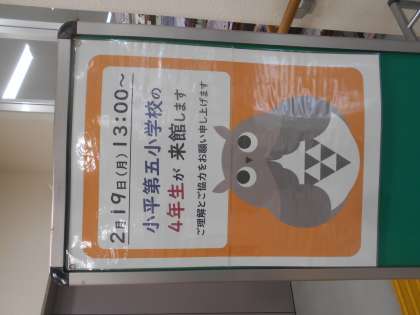 2月19日(月)13:00～
小平第五小学校の
4年生が 来館します
ご理解とご協力をお願い申し上げます